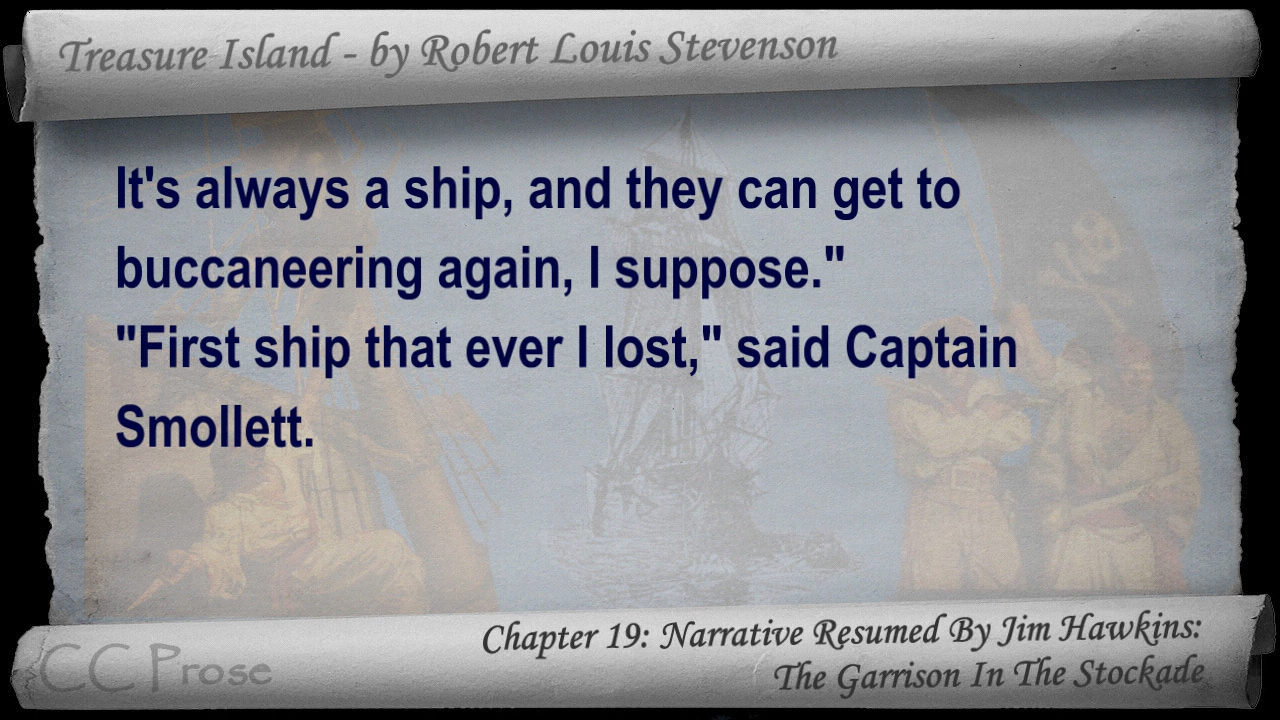 Treasure Island - by Robert Louis Stevenson
It's always a ship, and they can get to
buccaneering again, I suppose."
"First ship that ever I lost," said Captain
Smollett.
Chapter 19: Narrative Resumed By Jim Hawkins:
The Garrison In The Stockade
CC Prose